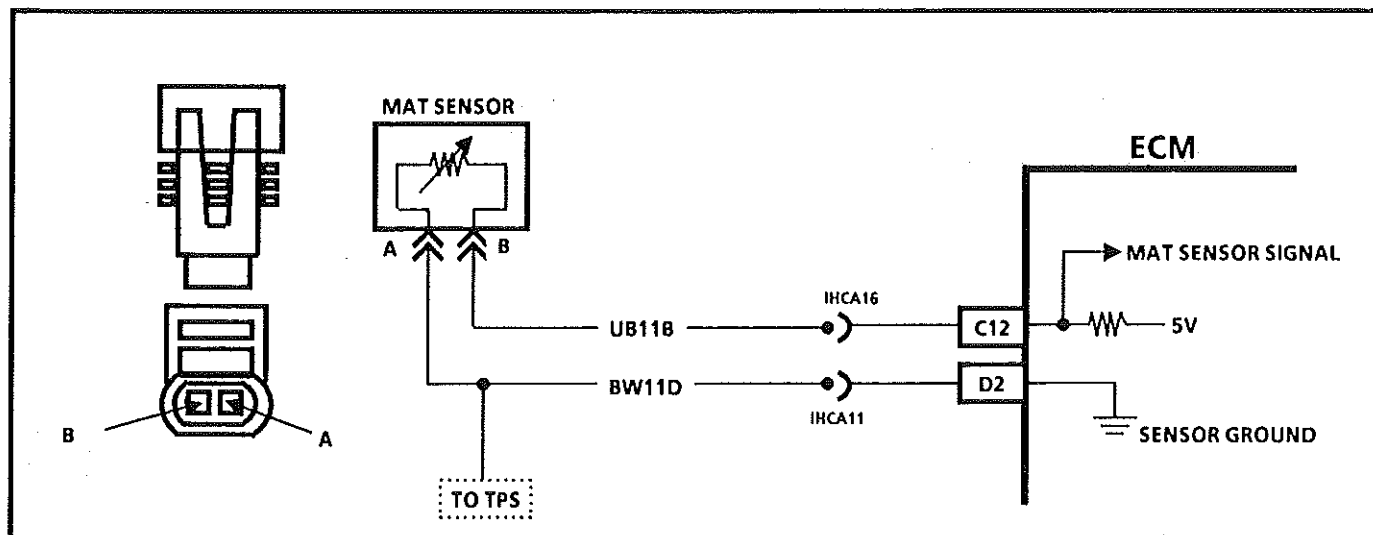 MAT SENSOR
A
B
ECM
MAT SENSOR SIGNAL
IHCA16
UB11B
C12
5V
BW11D
D2
IHCA11
SENSOR GROUND
B
A
TO TPS